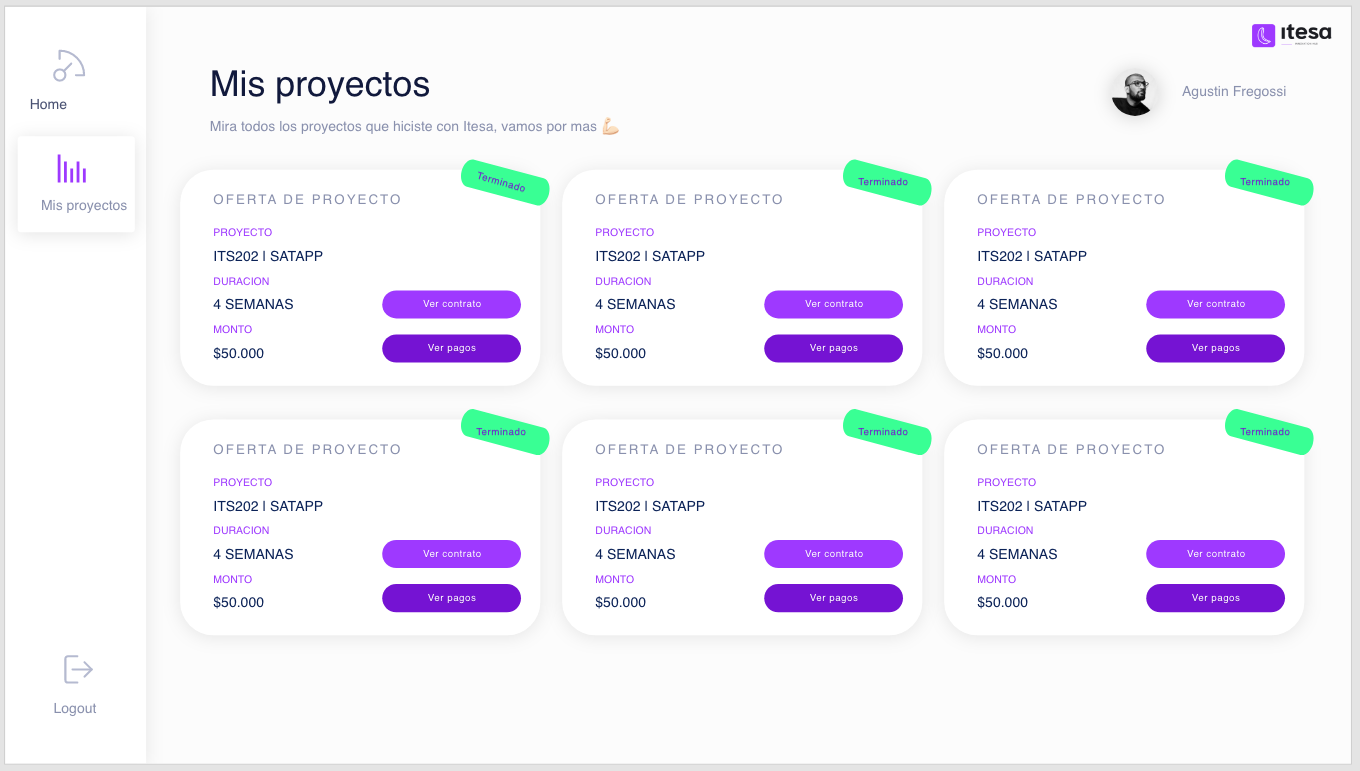 ıtesa
Home
Mis proyectos
Logout
Mis proyectos
Mira todos los proyectos que hiciste con Itesa, vamos por mas 💪🏻
Agustin Fregossi
Terminado
OFERTA DE PROYECTO
PROYECTO
ITS202 | SATAPP
DURACION
4 SEMANAS
MONTO
$50.000
Ver contrato
Ver pagos
Terminado
OFERTA DE PROYECTO
PROYECTO
ITS202 | SATAPP
DURACION
4 SEMANAS
MONTO
$50.000
Ver contrato
Ver pagos
Terminado
OFERTA DE PROYECTO
PROYECTO
ITS202 | SATAPP
DURACION
4 SEMANAS
MONTO
$50.000
Ver contrato
Ver pagos
Terminado
OFERTA DE PROYECTO
PROYECTO
ITS202 | SATAPP
DURACION
4 SEMANAS
MONTO
$50.000
Ver contrato
Ver pagos
Terminado
OFERTA DE PROYECTO
PROYECTO
ITS202 | SATAPP
DURACION
4 SEMANAS
MONTO
$50.000
Ver contrato
Ver pagos
Terminado
OFERTA DE PROYECTO
PROYECTO
ITS202 | SATAPP
DURACION
4 SEMANAS
MONTO
$50.000
Ver contrato
Ver pagos